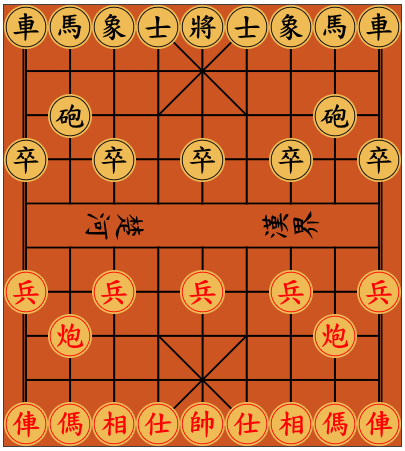 車馬象士將士象馬車
砲 砲
卒 卒 卒 卒 卒
楚河 漢界
兵 兵 兵 兵 兵
炮 炮
俥傌相仕帥仕相傌俥